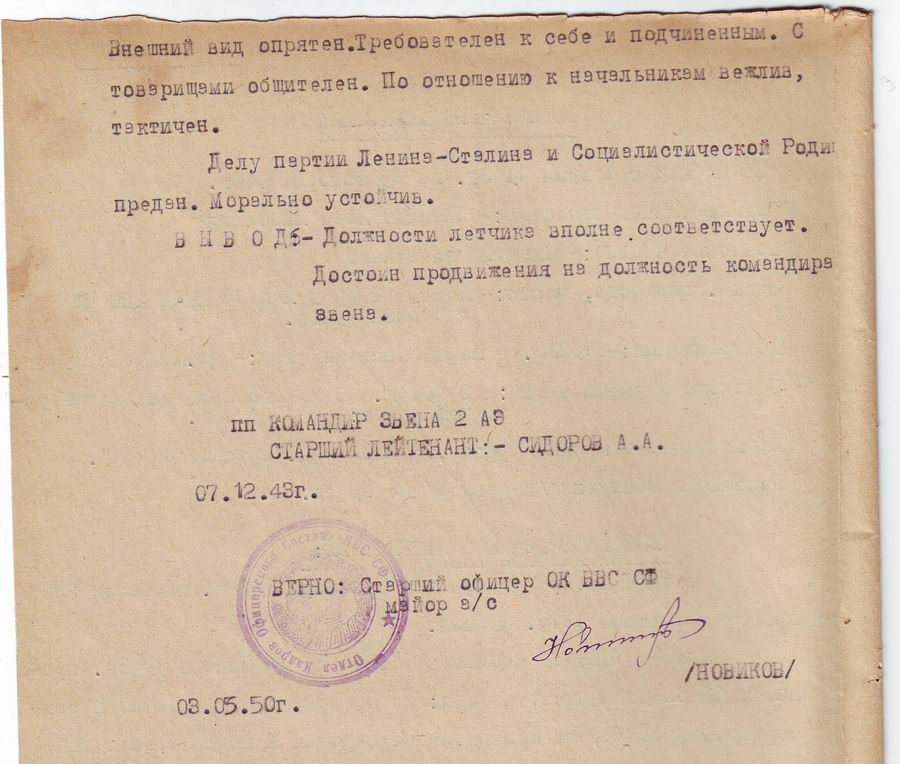 Внешний вид опрятен.Требователен к себе и подчиненным. С
товарищами общителен. По отношению к начальникам вежлив,
тактичен.
Делу партии Ленина-Сталина и Социалистической Родин
предан. Морально устойчив.
В Ы В О Д:- Должности летчика вполне соответствует.
Достоин продвижения на должность командира
звена.
пп КОМАНДИР ЗВЕНА 2 АЭ
СТАРШИЙ ЛЕЙТЕНАНТ:- СИДОРОВ А.А.
07.12.43г.
Отдел Кадров Офицерского Состава ВВС СФ
ВЕРНО: Старший офицер ОК ВВС СФ
майор а/с
/НОВИКОВ/
03.05.50г.